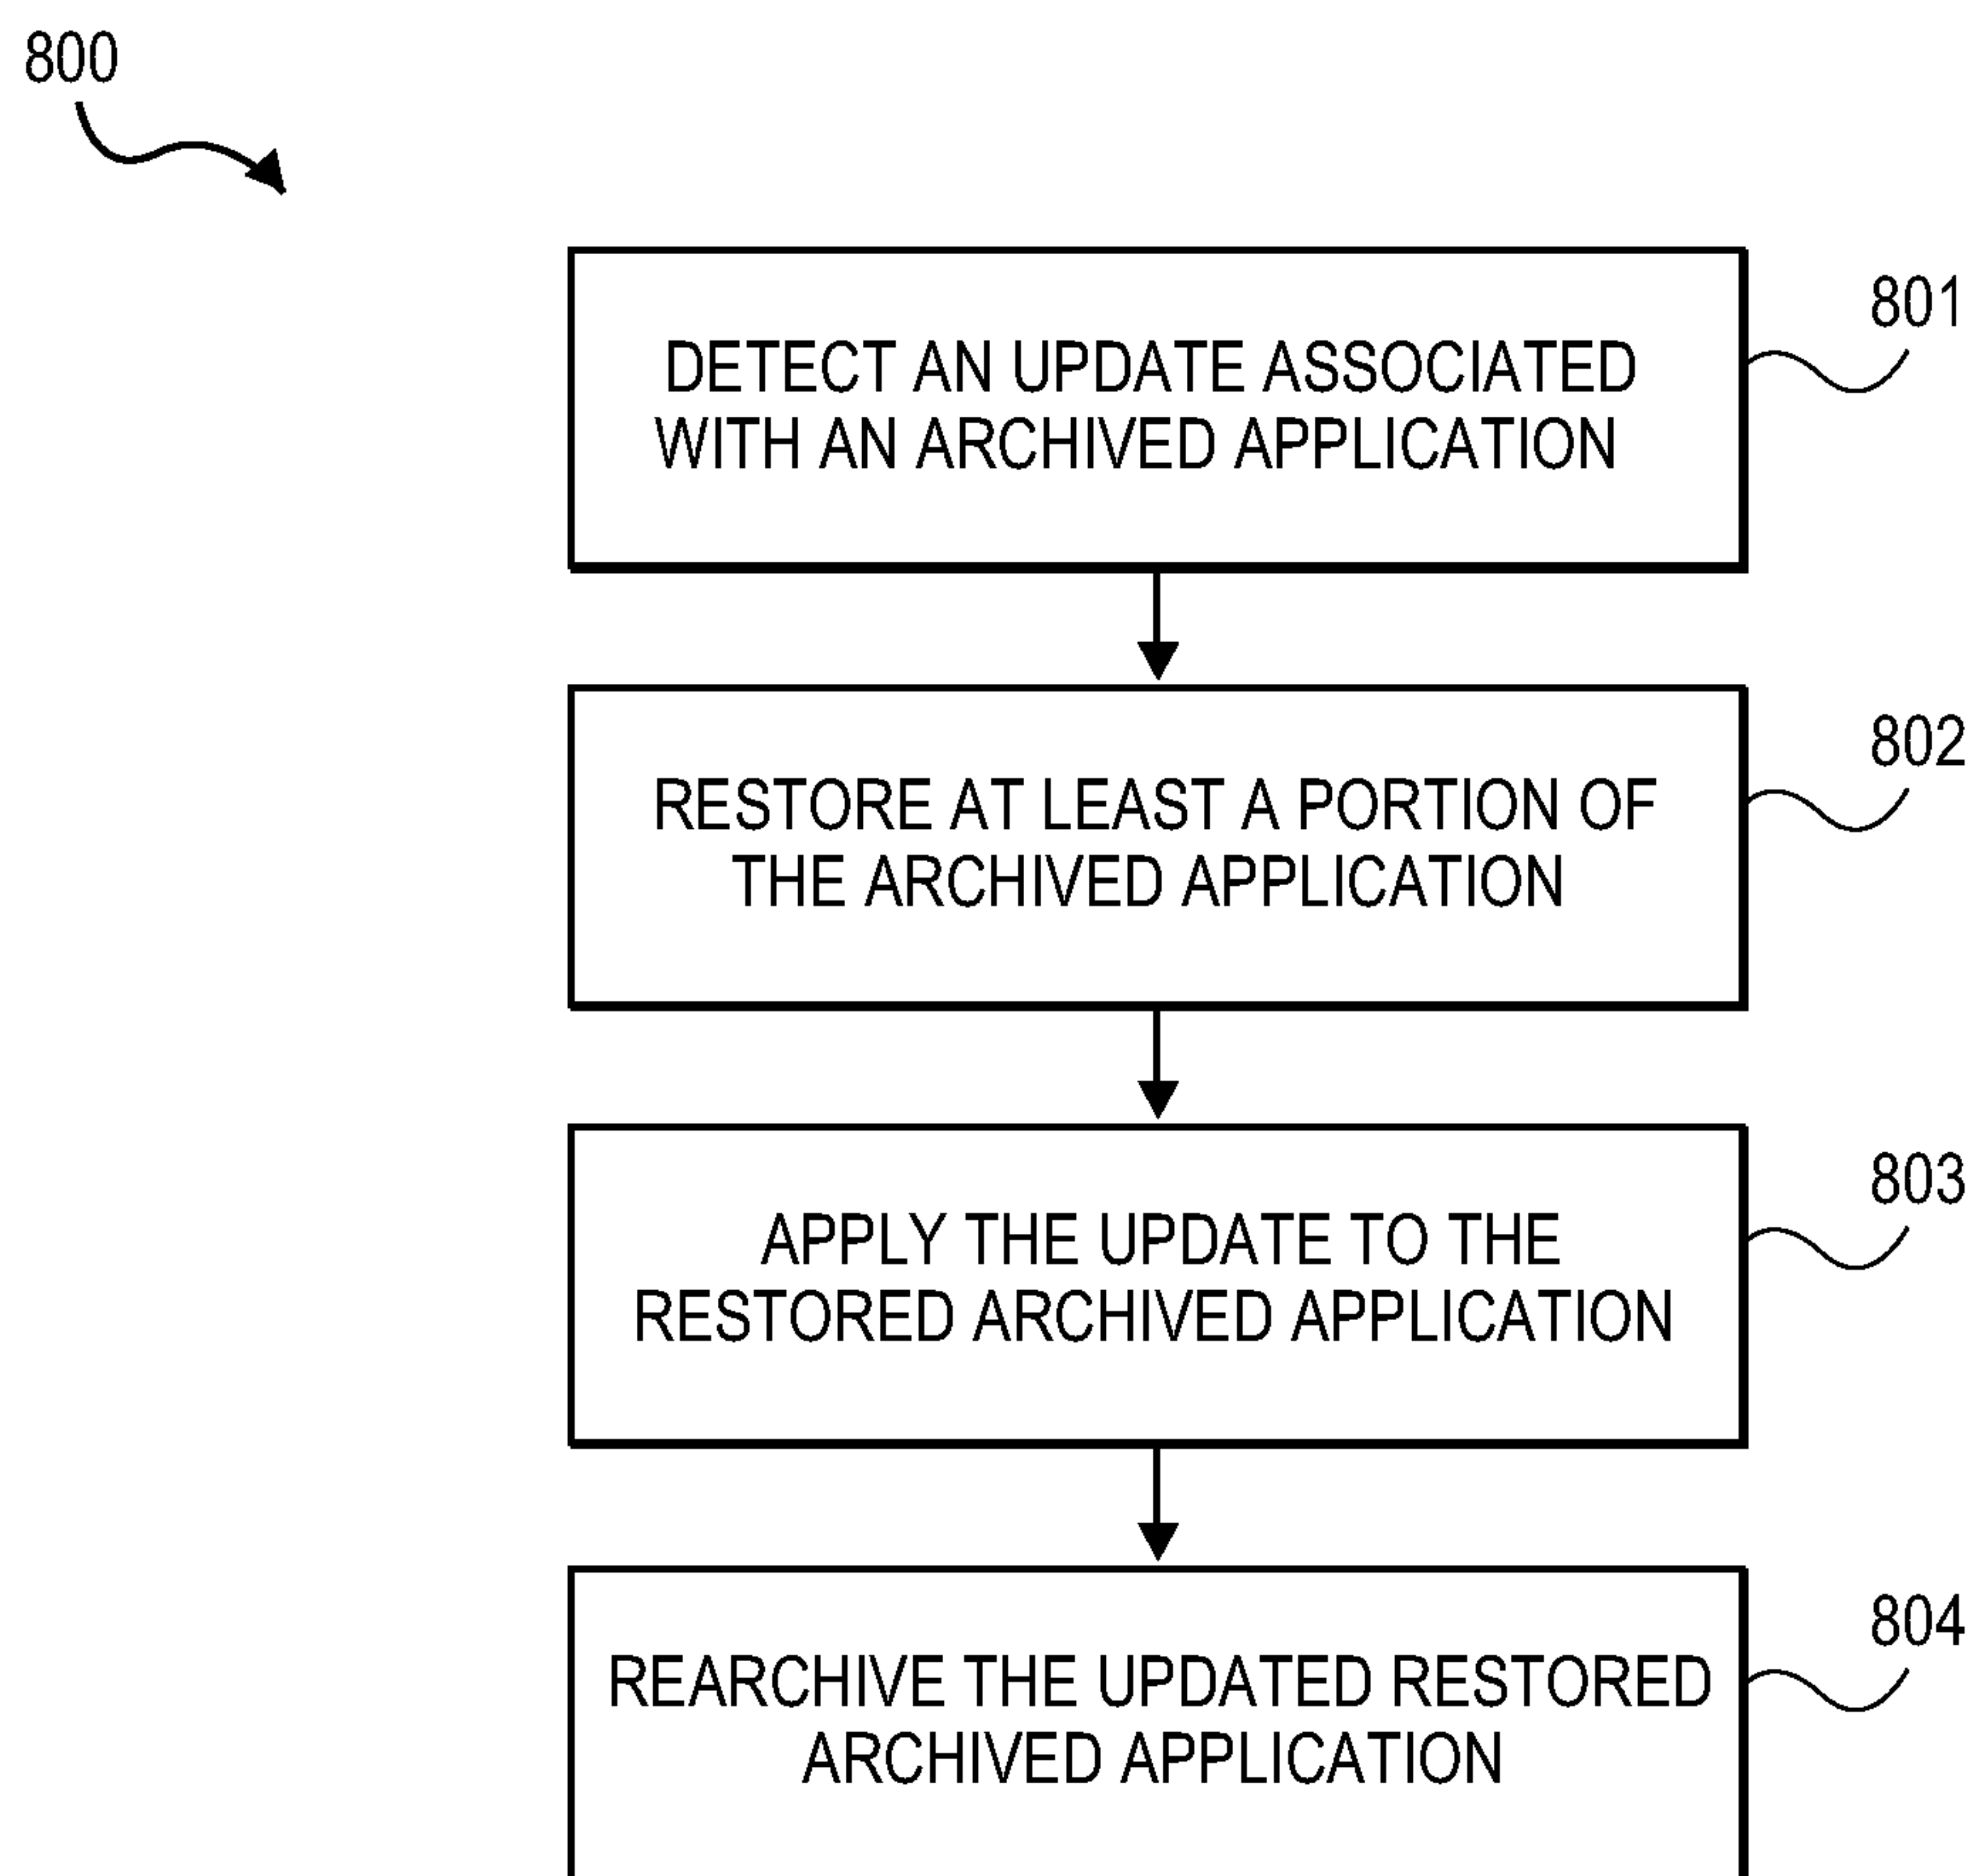 800
801
DETECT AN UPDATE ASSOCIATED
WITH AN ARCHIVED APPLICATION
802
RESTORE AT LEAST A PORTION OF
THE ARCHIVED APPLICATION
803
APPLY THE UPDATE TO THE
RESTORED ARCHIVED APPLICATION
804
REARCHIVE THE UPDATED RESTORED
ARCHIVED APPLICATION